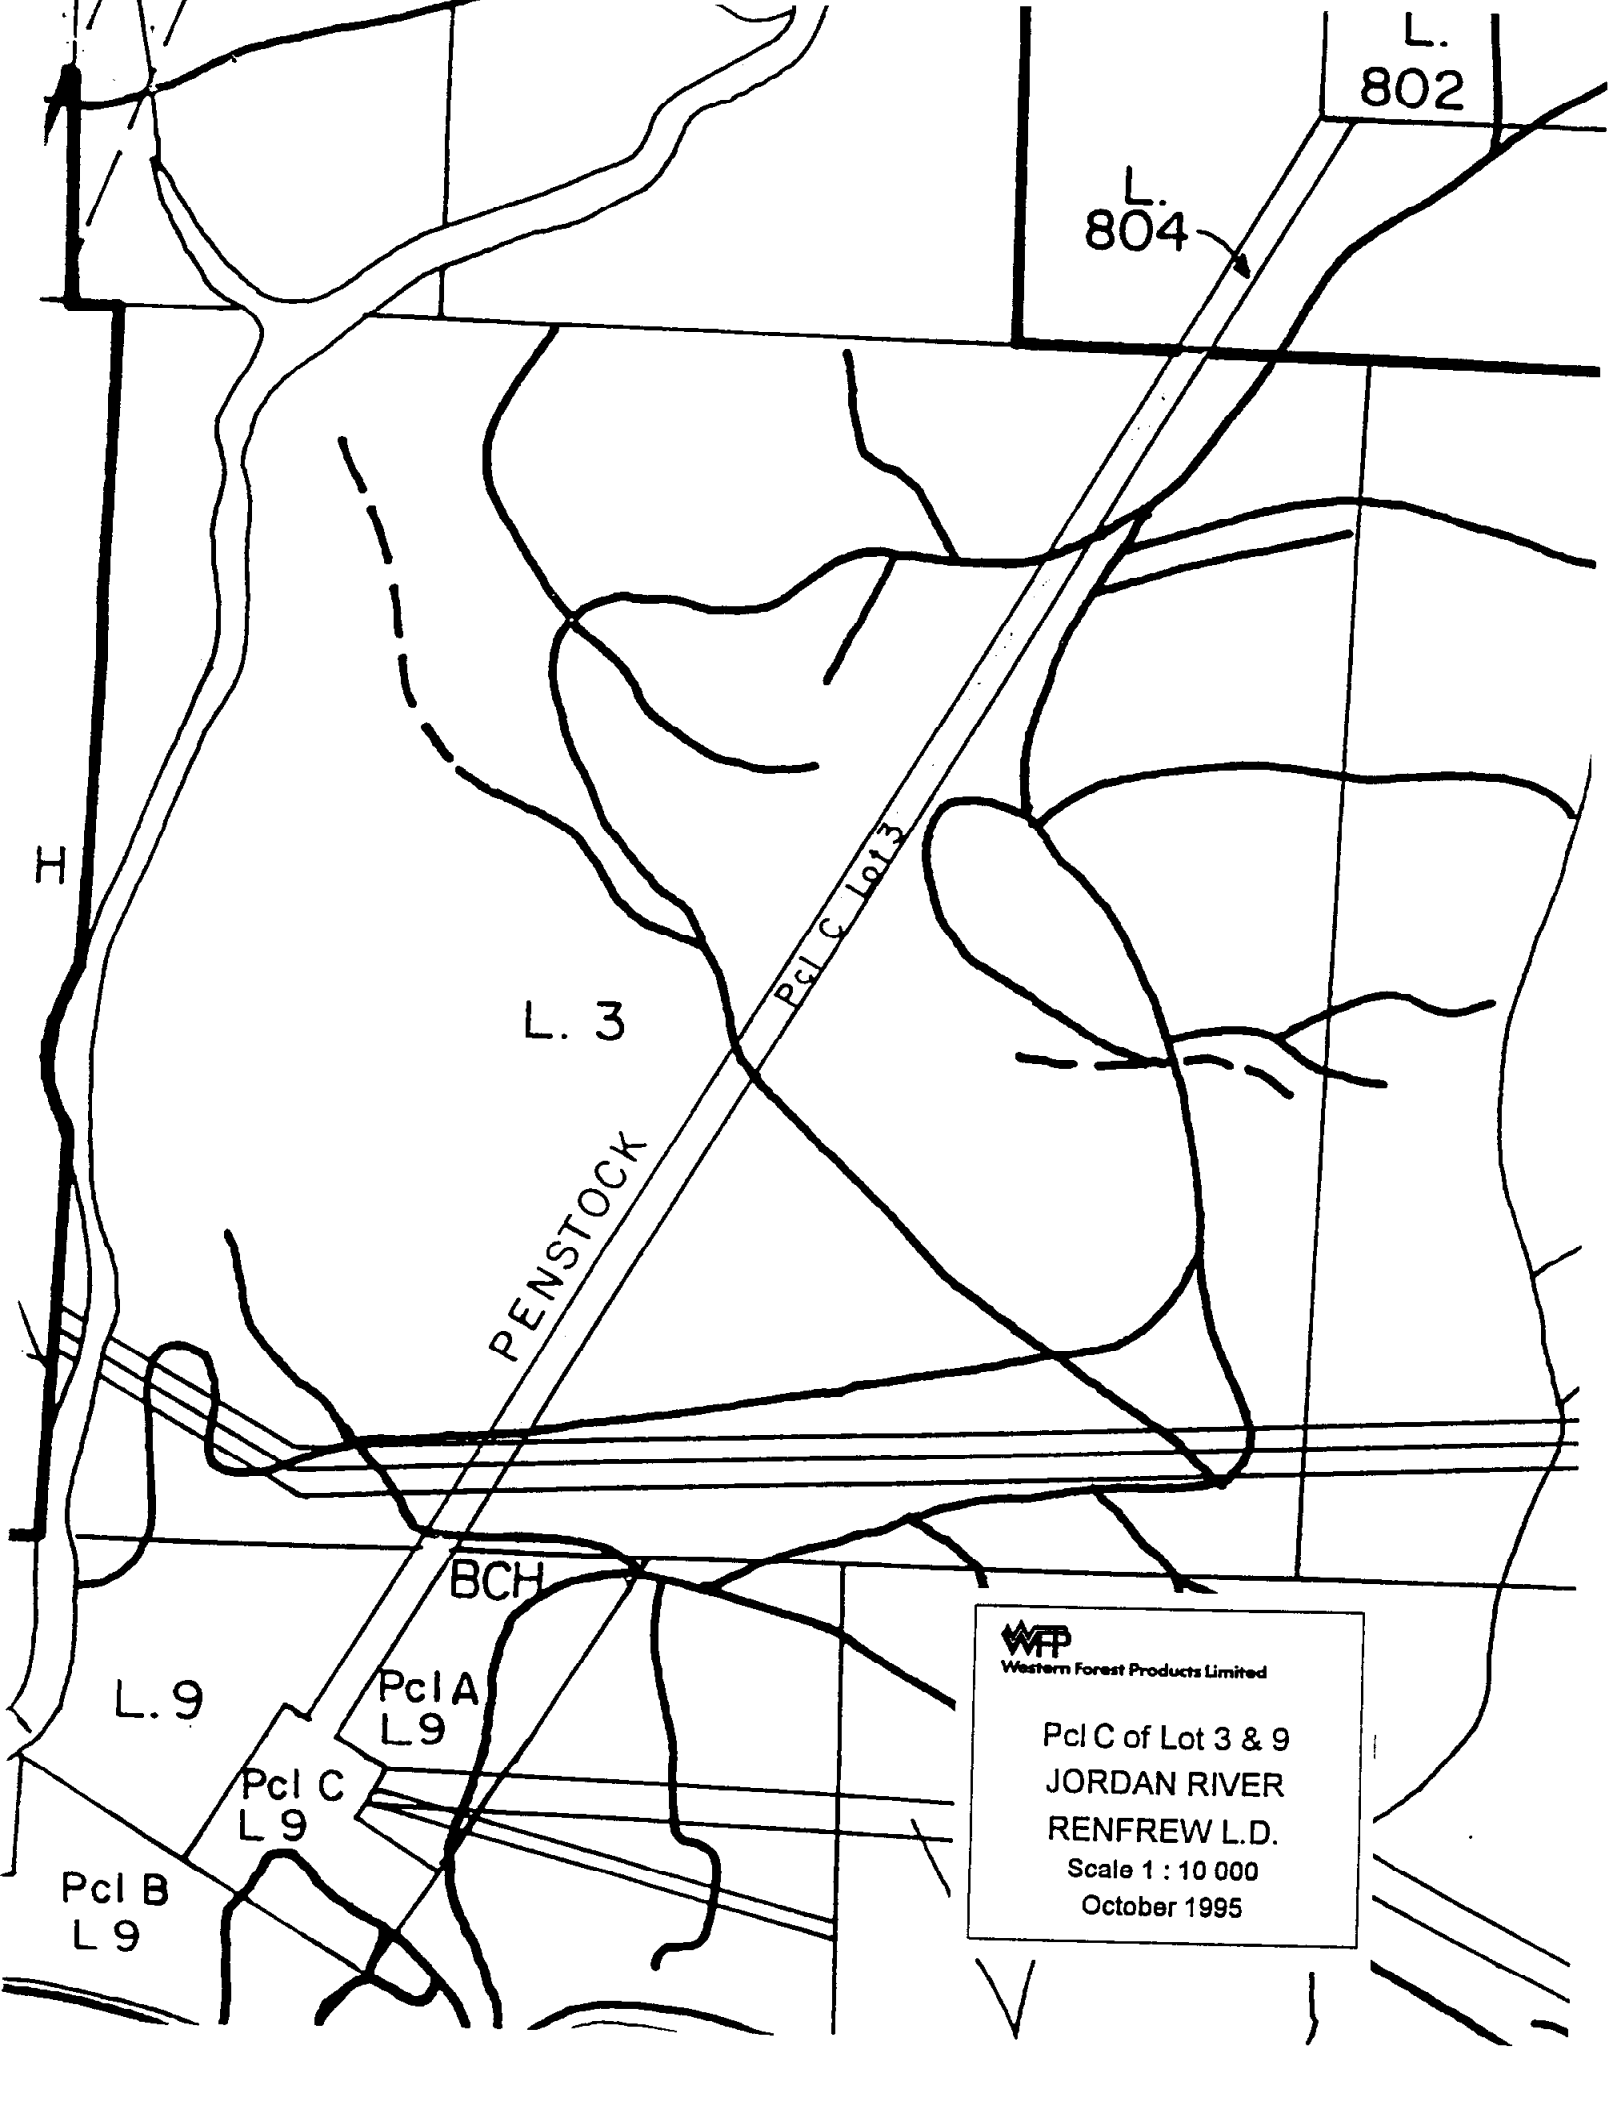 L.
802
L.
804
H
Pcl C Lot 3
L. 3
PENSTOCK
BCH
L. 9
Pcl A
L 9
Pcl C
L 9
Pcl B
L 9
WFP
Western Forest Products Limited
Pcl C of Lot 3 & 9
JORDAN RIVER
RENFREW L.D.
Scale 1 : 10 000
October 1995